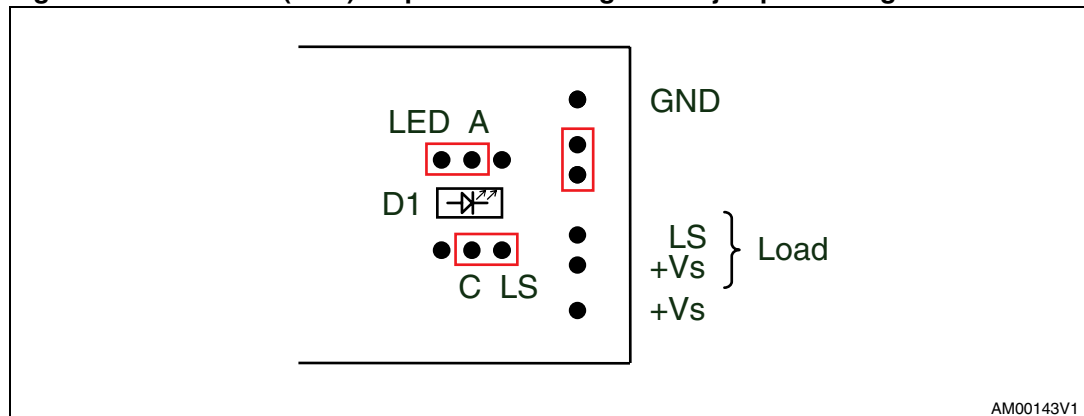 GND
LED A
D1
LS
+Vs
Load
C LS
+Vs
AM00143V1